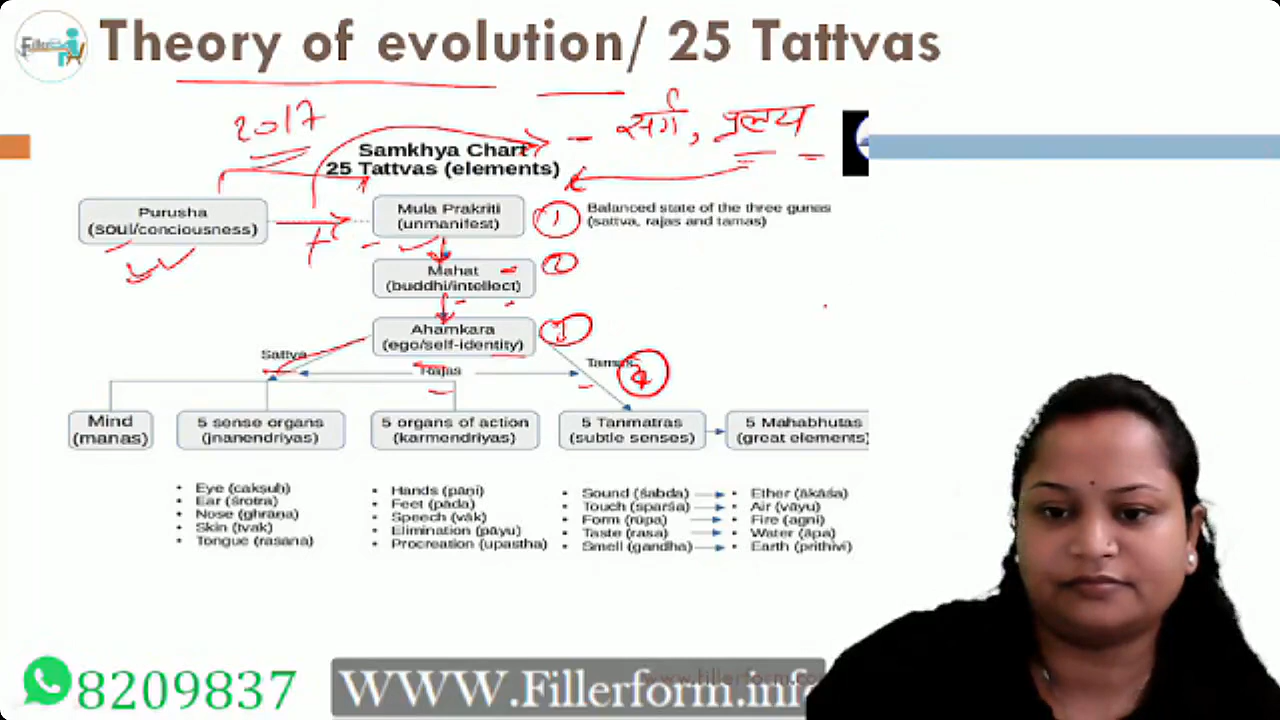 Theory of evolution/ 25 Tattvas
2017
सर्ग, प्रलय
Samkhya Chart
25 Tattvas (elements)
Purusha
(soul/conciousness)
Mula Prakriti
(unmanifest)
1
Balanced state of the three gunas
(sattva, rajas and tamas)
Mahat
(buddhi/intellect)
2
Ahamkara
(ego/self-identity)
3
Sattva
Rajas
Tamas
4
Mind
(manas)
5 sense organs
(jnanendriyas)
5 organs of action
(karmendriyas)
5 Tanmatras
(subtle senses)
5 Mahabhutas
(great elements)
• Eye (cakṣuh)
• Ear (śrotra)
• Nose (ghrāna)
• Skin (tvak)
• Tongue (rasana)
• Hands (pāni)
• Feet (pāda)
• Speech (vāk)
• Elimination (pāyu)
• Procreation (upastha)
• Sound (śabda)
• Touch (sparśa)
• Form (rūpa)
• Taste (rasa)
• Smell (gandha)
• Ether (ākāśa)
• Air (vāyu)
• Fire (agni)
• Water (āpa)
• Earth (prithivi)
8209837
WWW.Fillerform.info